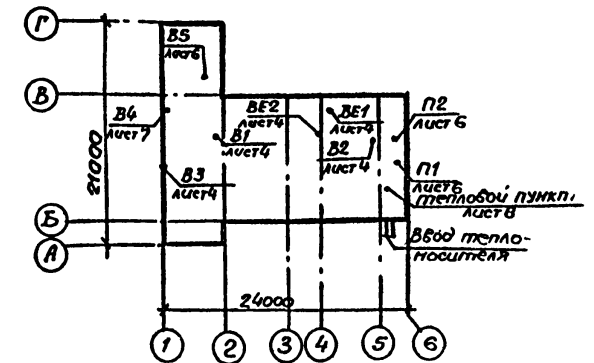 Г
В5
лист6
В
В4
лист7
ВЕ2
лист4
ВЕ1
лист4
П2
лист6
В1
лист4
В2
лист4
21000
В3
лист4
П1
лист6
тепловой пункп.
лист8
Б
А
Ввод тепло-
носителя
24000
1 2 3 4 5 6